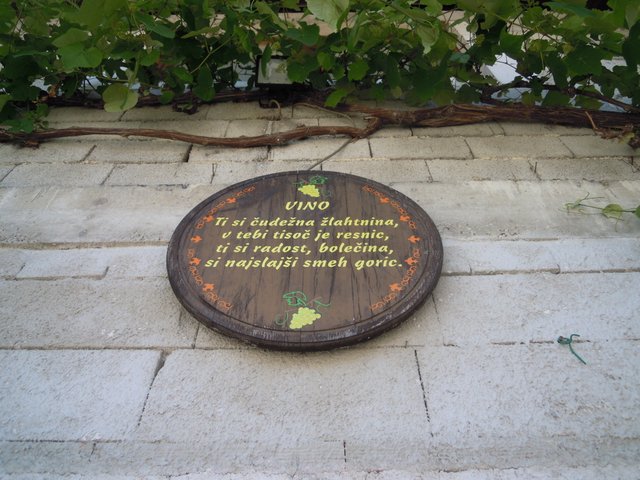 VINO
Ti si čudežna žlahtnina,
v tebi tisoč je resnic,
ti si radost, bolečina,
si najslajši smeh goric.